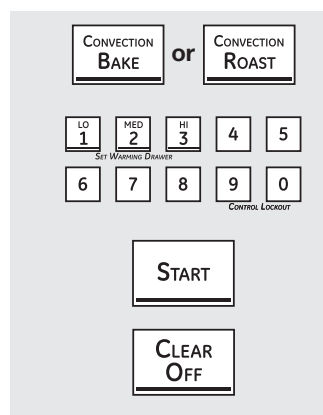 CONVECTION
BAKE
or
CONVECTION
ROAST
LO
1
MED
2
HI
3
4
5
SET WARMING DRAWER
6
7
8
9
0
CONTROL LOCKOUT
START
CLEAR
OFF